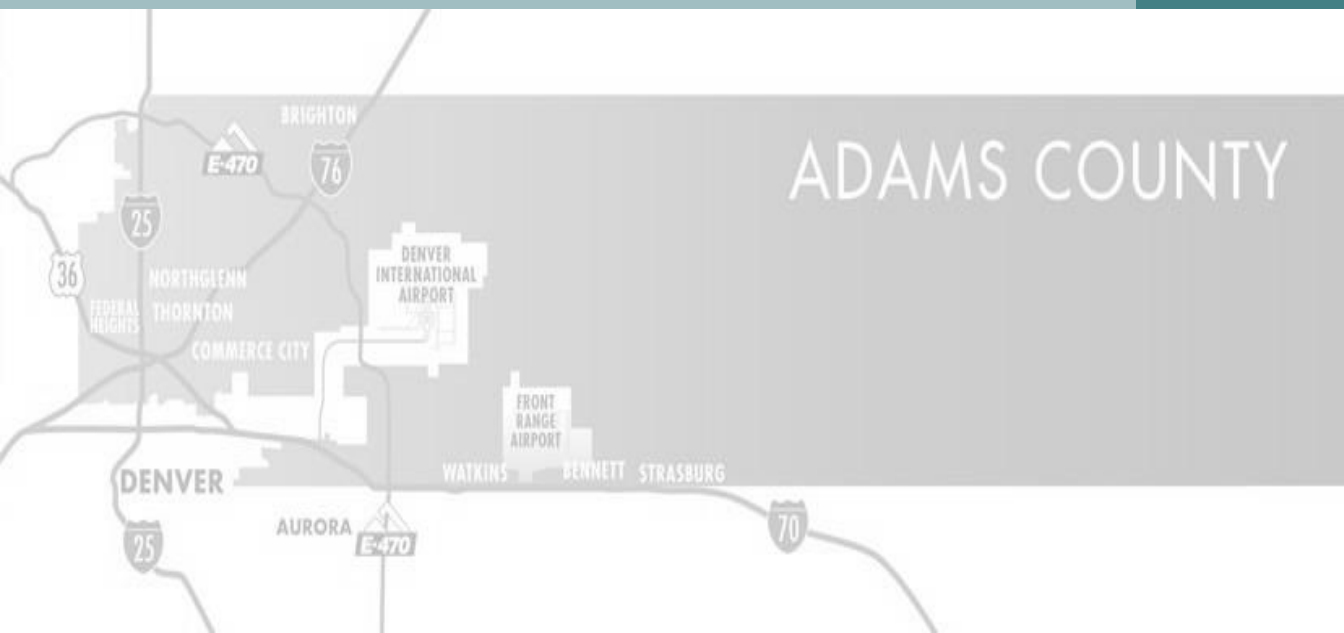 BRIGHTON
ADAMS COUNTY
E-470
76
25
DENVER
INTERNATIONAL
AIRPORT
36
NORTHGLENN
FEDERAL
HEIGHTS
THORNTON
COMMERCE CITY
FRONT
RANGE
AIRPORT
WATKINS
BENNETT
STRASBURG
DENVER
AURORA
E-470
70
25